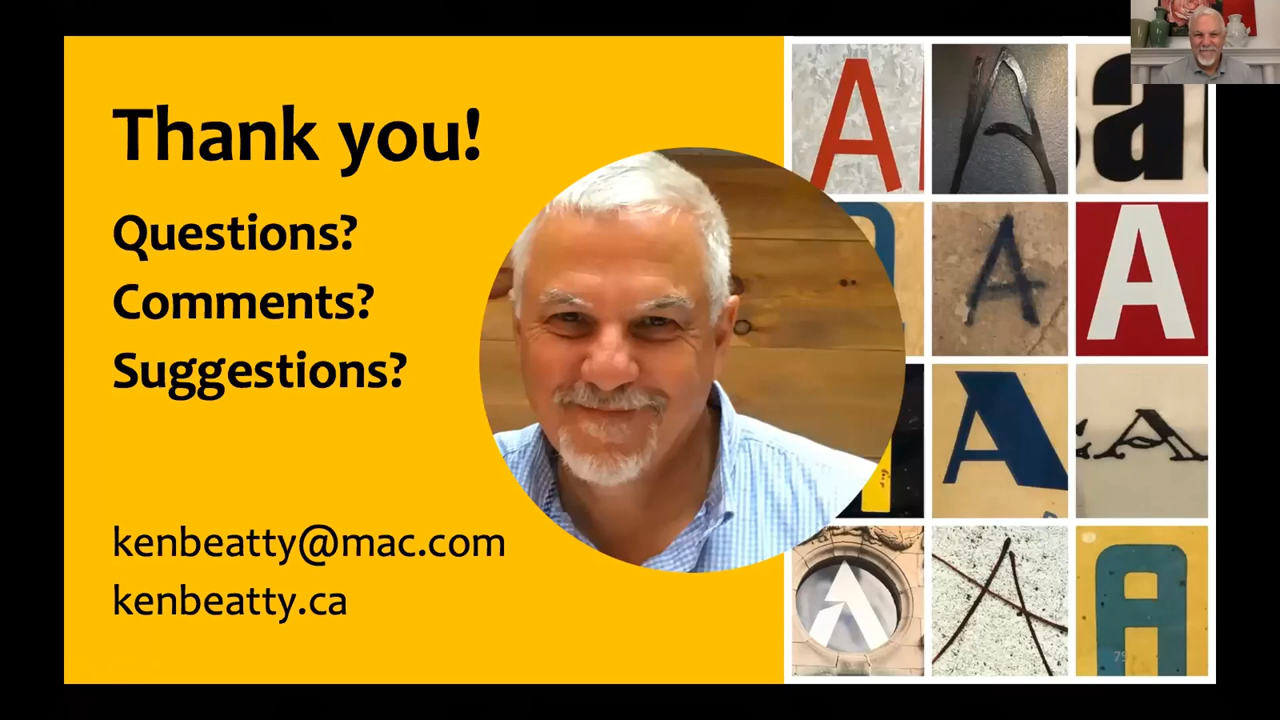 Thank you!
Questions?
Comments?
Suggestions?
kenbeatty@mac.com
kenbeatty.ca
A
A
a
A
A
A
A
A
A
A